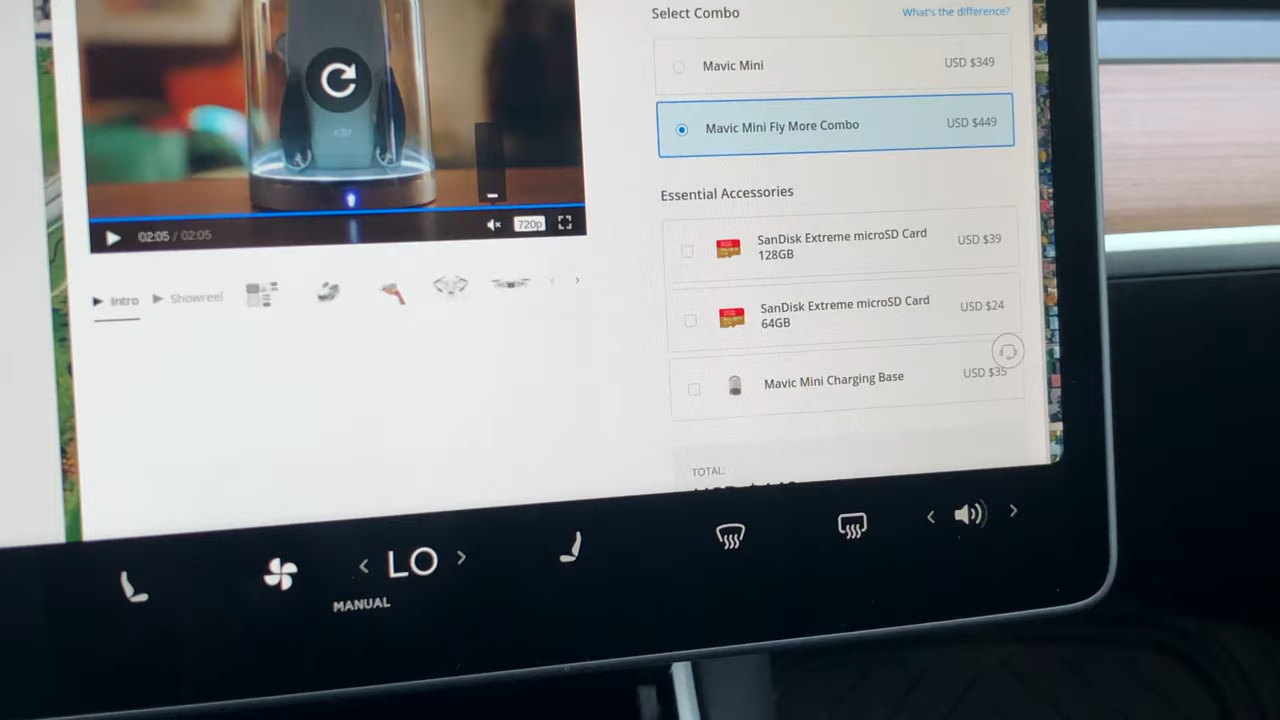 Select Combo
What's the difference?
Mavic Mini
USD $349
Mavic Mini Fly More Combo
USD $449
Essential Accessories
SanDisk Extreme microSD Card
128GB
USD $39
SanDisk Extreme microSD Card
64GB
USD $24
Mavic Mini Charging Base
USD $35
TOTAL:
02:05 / 02:05
720p
Intro
Showreel
LO
MANUAL